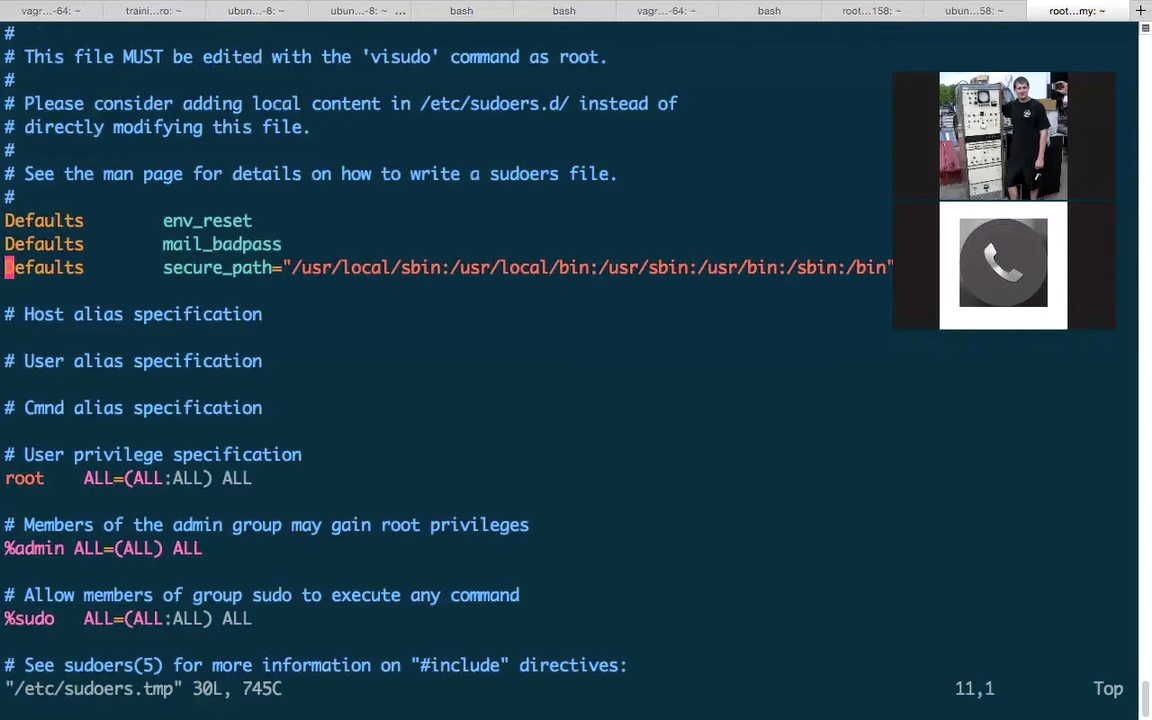 vagr...-64: ~ traini...ro: ~ ubun...-8: ~ ubun...-8: ~ ... bash bash vagr...-64: ~ bash root...158: ~ ubun...58: ~ root...my: ~ +
#
# This file MUST be edited with the 'visudo' command as root.
#
# Please consider adding local content in /etc/sudoers.d/ instead of
# directly modifying this file.
#
# See the man page for details on how to write a sudoers file.
#
Defaults env_reset
Defaults mail_badpass
Defaults secure_path="/usr/local/sbin:/usr/local/bin:/usr/sbin:/usr/bin:/sbin:/bin"
# Host alias specification
# User alias specification
# Cmnd alias specification
# User privilege specification
root ALL=(ALL:ALL) ALL
# Members of the admin group may gain root privileges
%admin ALL=(ALL) ALL
# Allow members of group sudo to execute any command
%sudo ALL=(ALL:ALL) ALL
# See sudoers(5) for more information on "#include" directives:
"/etc/sudoers.tmp" 30L, 745C 11,1 Top